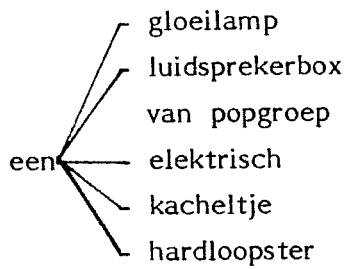 gloeilamp
luidsprekerbox
van popgroep
een elektrisch
kacheltje
hardloopster